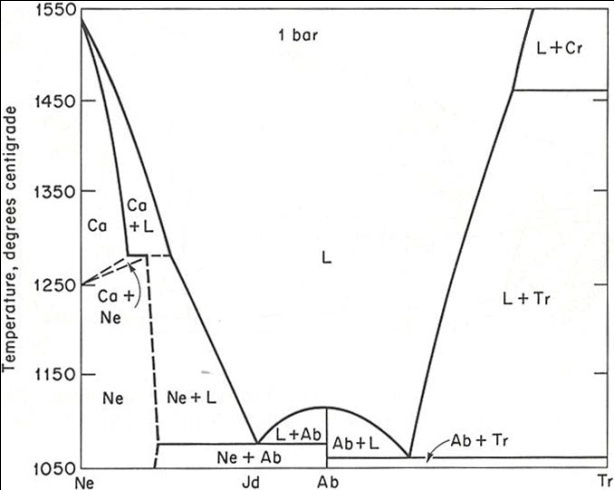 1550
1 bar
L+Cr
1450
1350
Ca
Ca
+L
L
1250
Ca+
Ne
L+Tr
1150
Ne
Ne+L
L+Ab
Ab+L
Ab+Tr
Ne + Ab
1050
Ne
Jd
Ab
Tr
Temperature, degrees centigrade